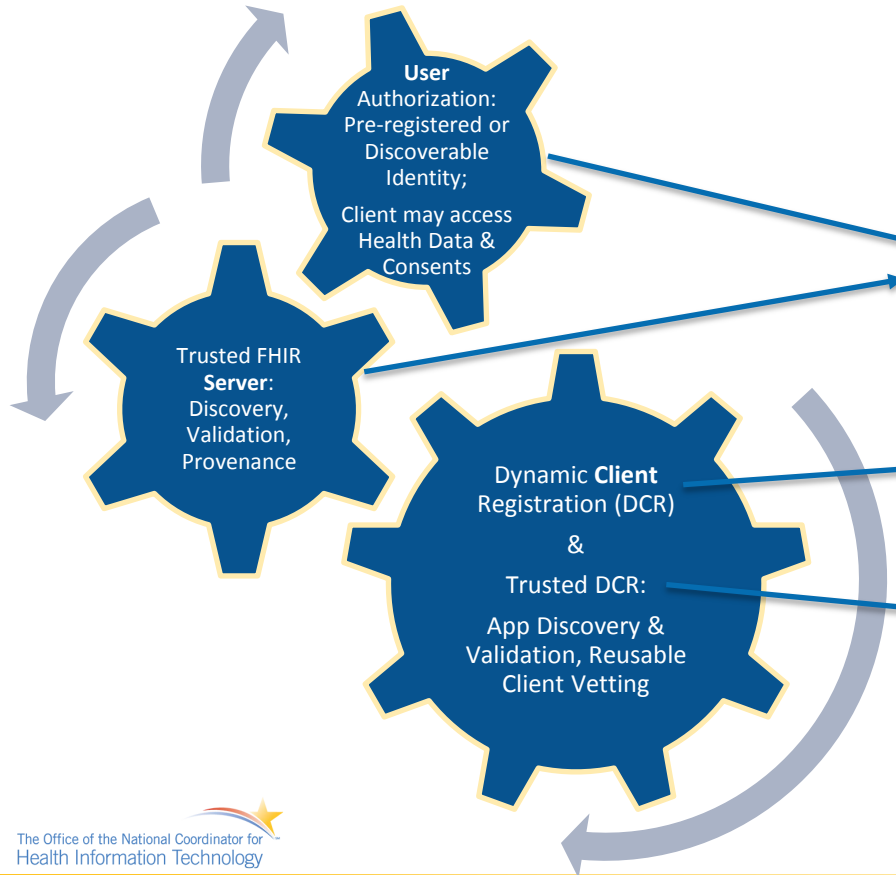 User
Authorization:
Pre-registered or
Discoverable
Identity;
Client may access
Health Data &
Consents
Trusted FHIR
Server:
Discovery,
Validation,
Provenance
Dynamic Client
Registration (DCR)
&
Trusted DCR:
App Discovery &
Validation, Reusable
Client Vetting
The Office of the National Coordinator for
Health Information Technology